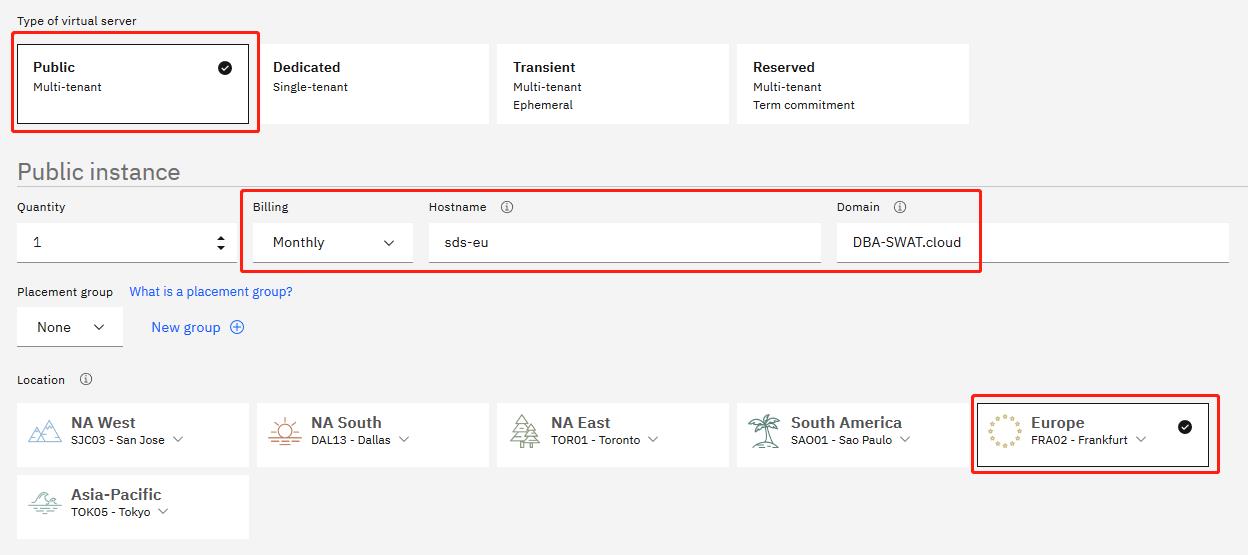 Type of virtual server
Public
Multi-tenant
Dedicated
Single-tenant
Transient
Multi-tenant
Ephemeral
Reserved
Multi-tenant
Term commitment
Public instance
Quantity
1
Billing
Monthly
Hostname
sds-eu
Domain
DBA-SWAT.cloud
Placement group What is a placement group?
None
New group
Location
NA West
SJC03 - San Jose
NA South
DAL13 - Dallas
NA East
TOR01 - Toronto
South America
SAO01 - Sao Paulo
Europe
FRA02 - Frankfurt
Asia-Pacific
TOK05 - Tokyo